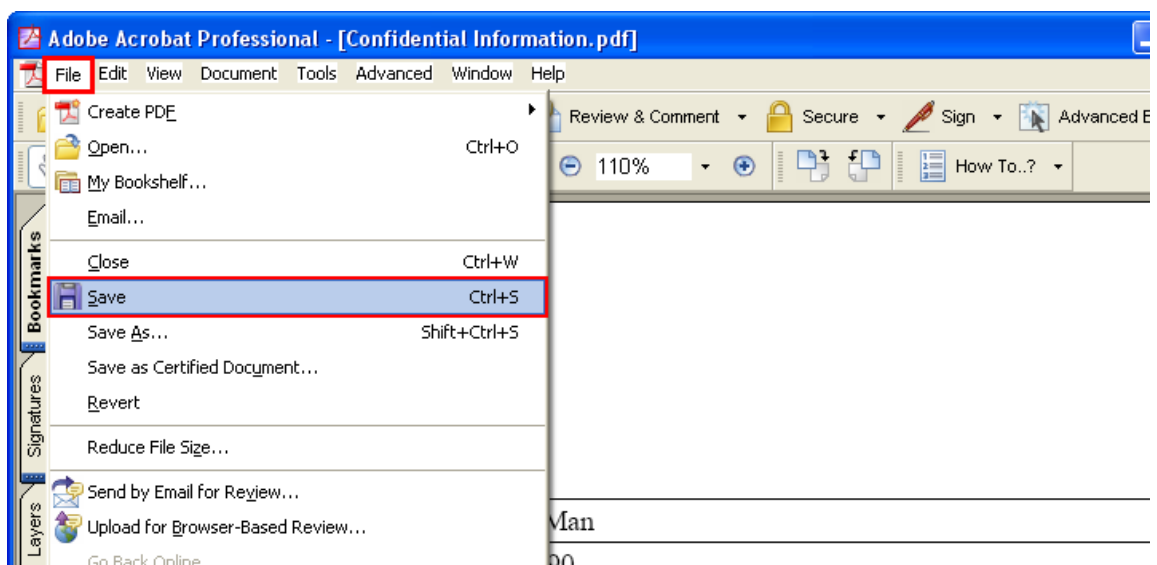 Adobe Acrobat Professional - [Confidential Information.pdf]
File Edit View Document Tools Advanced Window Help
Create PDF
Review & Comment Secure Sign Advanced E
Open... Ctrl+O
110% How To..?
My Bookshelf...
Email...
Close Ctrl+W
Save Ctrl+S
Save As... Shift+Ctrl+S
Save as Certified Document...
Revert
Reduce File Size...
Send by Email for Review...
Upload for Browser-Based Review...
Go Back Online
Bookmarks
Signatures
Layers
Man
90